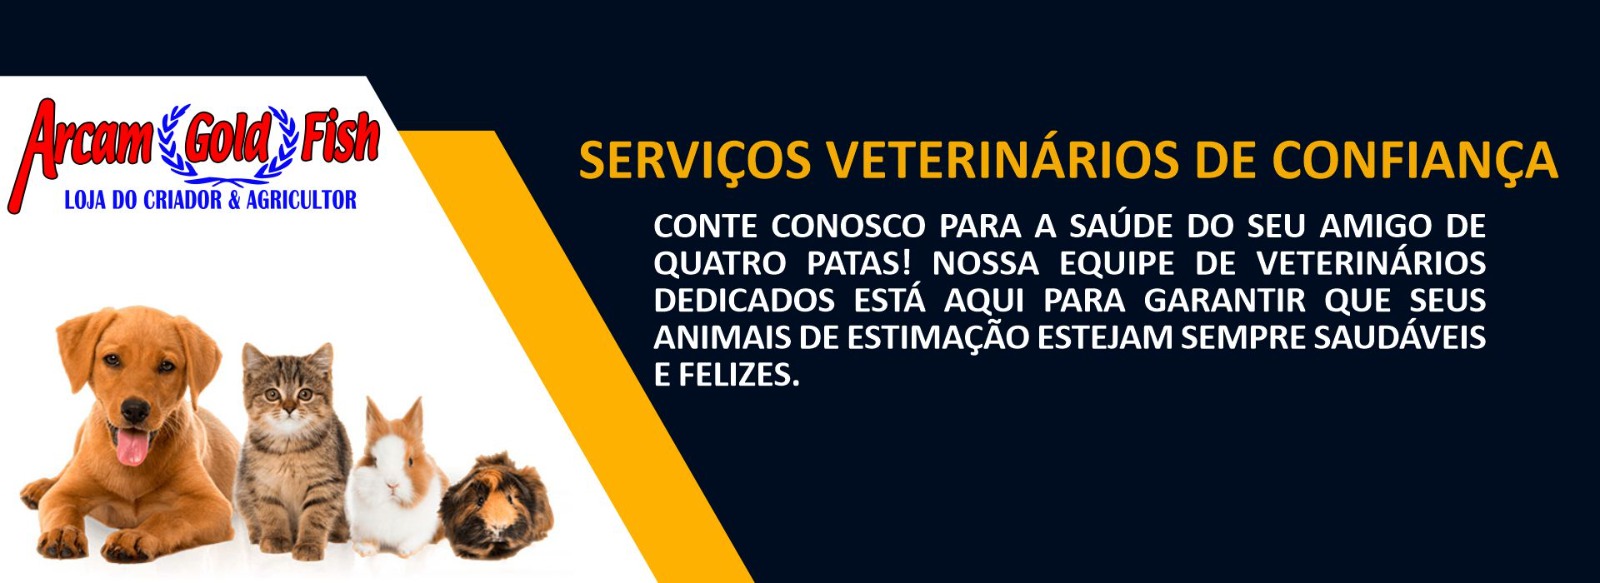 Arcam Gold Fish
LOJA DO CRIADOR & AGRICULTOR
SERVIÇOS VETERINÁRIOS DE CONFIANÇA
CONTE CONOSCO PARA A SAÚDE DO SEU AMIGO DE
QUATRO PATAS! NOSSA EQUIPE DE VETERINÁRIOS
DEDICADOS ESTÁ AQUI PARA GARANTIR QUE SEUS
ANIMAIS DE ESTIMAÇÃO ESTEJAM SEMPRE SAUDÁVEIS
E FELIZES.